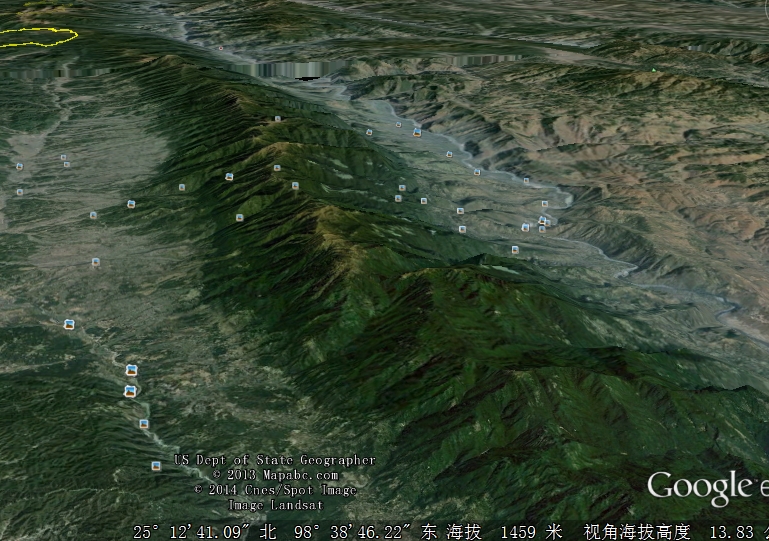 US Dept of State Geographer
© 2013 Mapabc.com
© 2014 Cnes/Spot Image
Image Landsat
Google e
25° 12'41.09" 北 98° 38'46.22" 东 海拔 1459 米 视角海拔高度 13.83